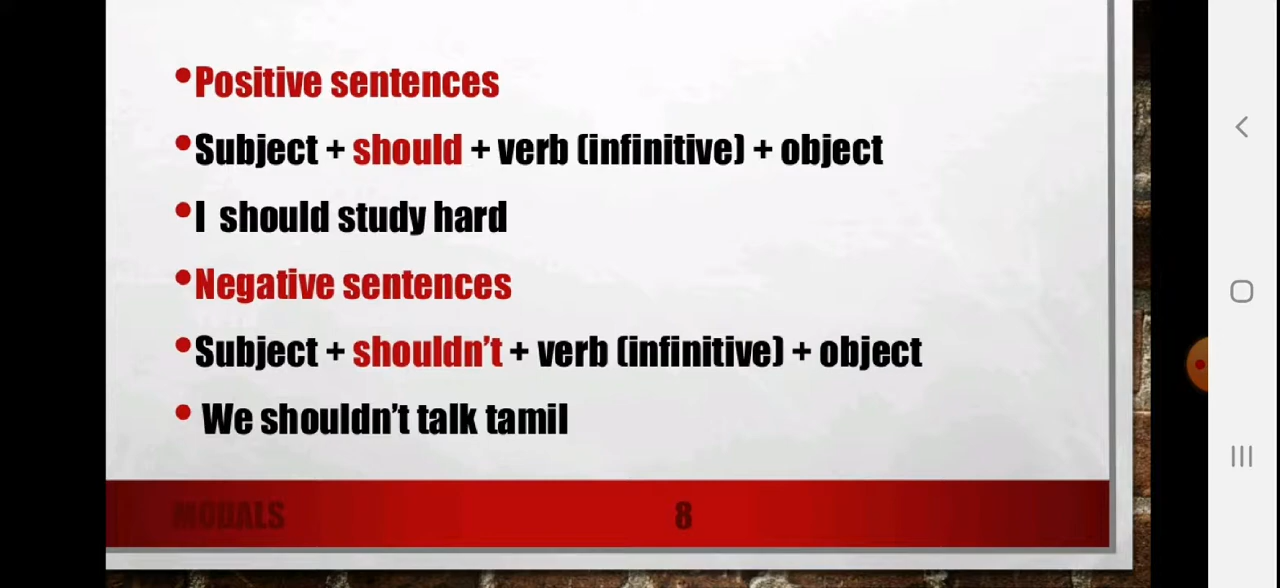 •Positive sentences
•Subject + should + verb (infinitive) + object
•I should study hard
•Negative sentences
•Subject + shouldn't + verb (infinitive) + object
• We shouldn't talk tamil
MODALS 8